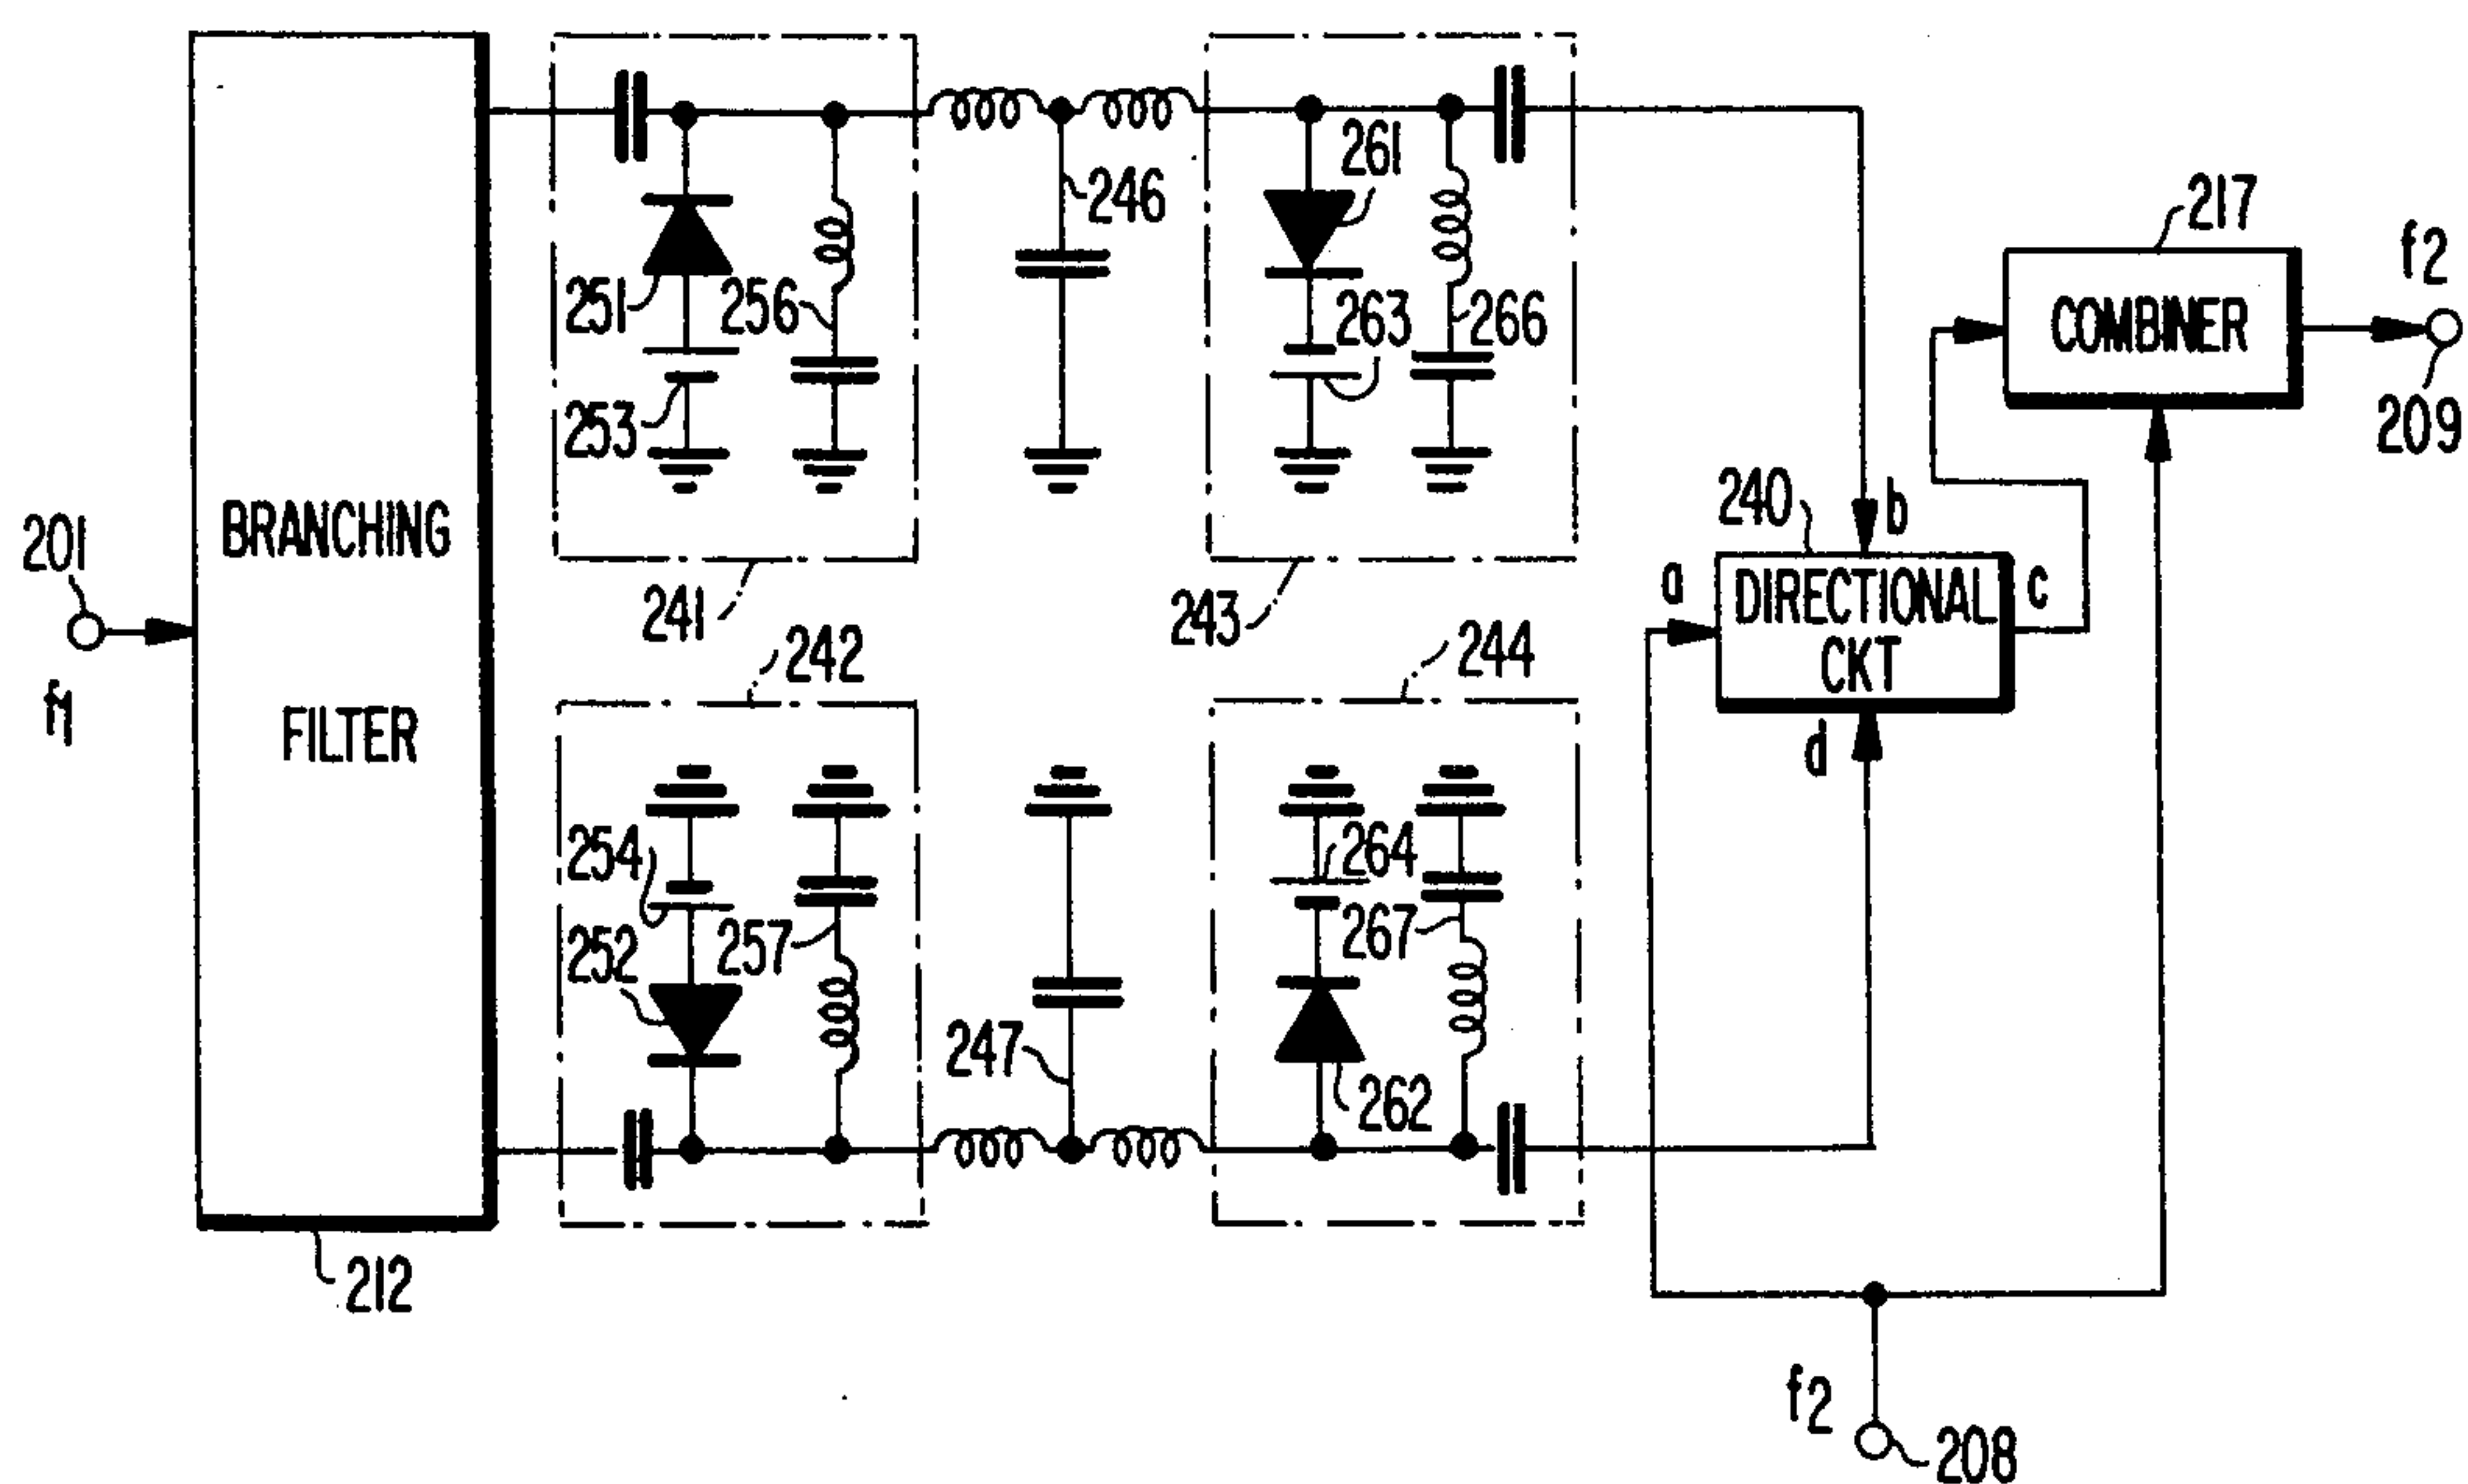 246
261
217
f2
251
256
263
266
COMBINER
253
209
201
BRANCHING
240
b
a
DIRECTIONAL
c
241
243
CKT
242
244
f1
FILTER
d
254
264
252
257
267
247
262
212
f2
208